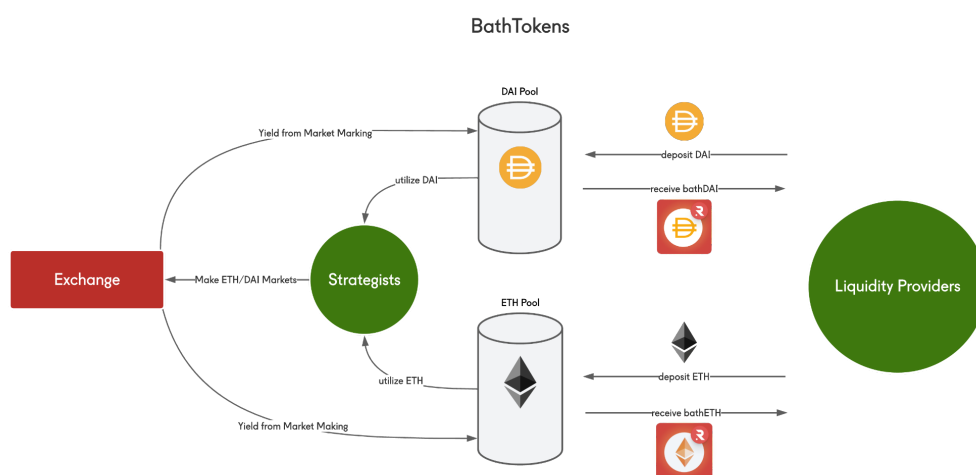 BathTokens
DAI Pool
Yield from Market Marking
deposit DAI
utilize DAI
receive bathDAI
Exchange
Make ETH/DAI Markets
Strategists
Liquidity Providers
ETH Pool
utilize ETH
deposit ETH
receive bathETH
Yield from Market Making